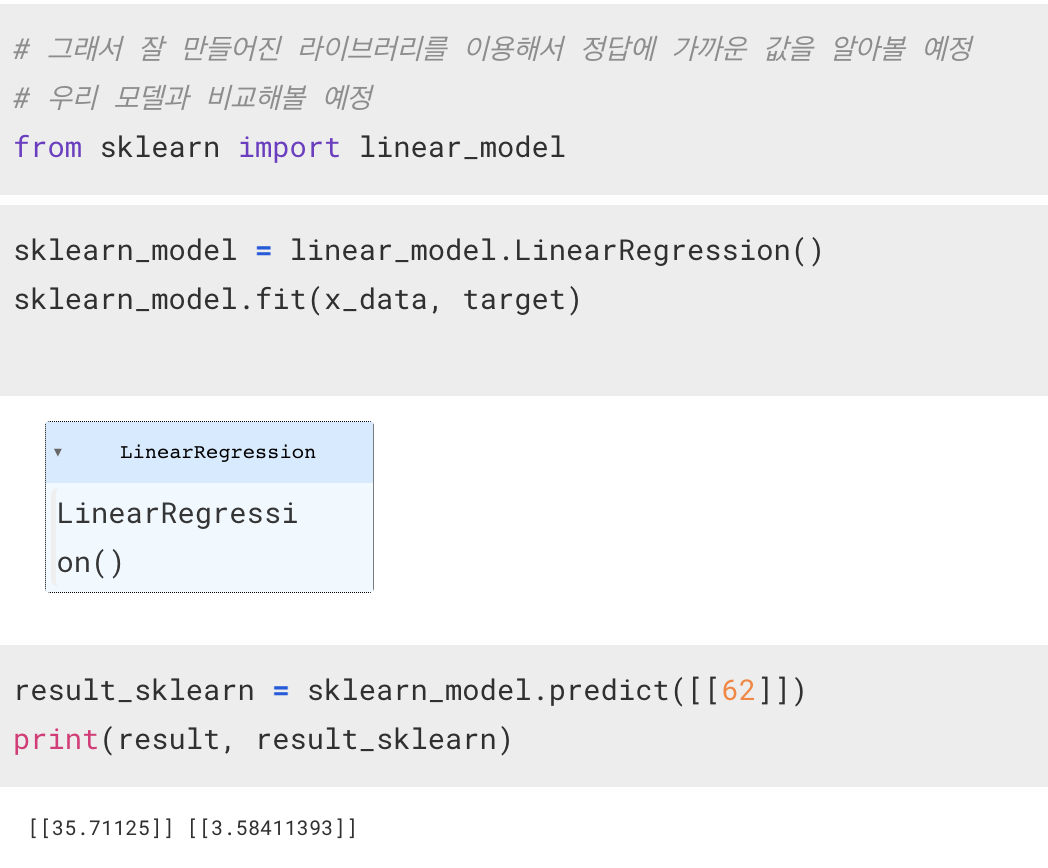 # 그래서 잘 만들어진 라이브러리를 이용해서 정답에 가까운 값을 알아볼 예정
# 우리 모델과 비교해볼 예정
from sklearn import linear_model
sklearn_model = linear_model.LinearRegression()
sklearn_model.fit(x_data, target)
▾ LinearRegression
LinearRegressi
on()
result_sklearn = sklearn_model.predict([[62]])
print(result, result_sklearn)
[[35.71125]] [[3.58411393]]